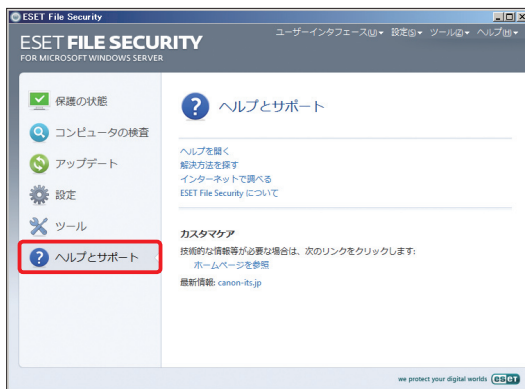 ESET File Security
ESET FILE SECURITY
FOR MICROSOFT WINDOWS SERVER
ユーザーインタフェース(U)▾ 設定(S)▾ ツール(Z)▾ ヘルプ(H)▾
保護の状態
コンピュータの検査
アップデート
設定
ツール
ヘルプとサポート
ヘルプとサポート
ヘルプを開く
解決方法を探す
インターネットで調べる
ESET File Security について
カスタマケア
技術的な情報等が必要な場合は、次のリンクをクリックします:
ホームページを参照
最新情報: canon-its.jp
we protect your digital worlds eseT